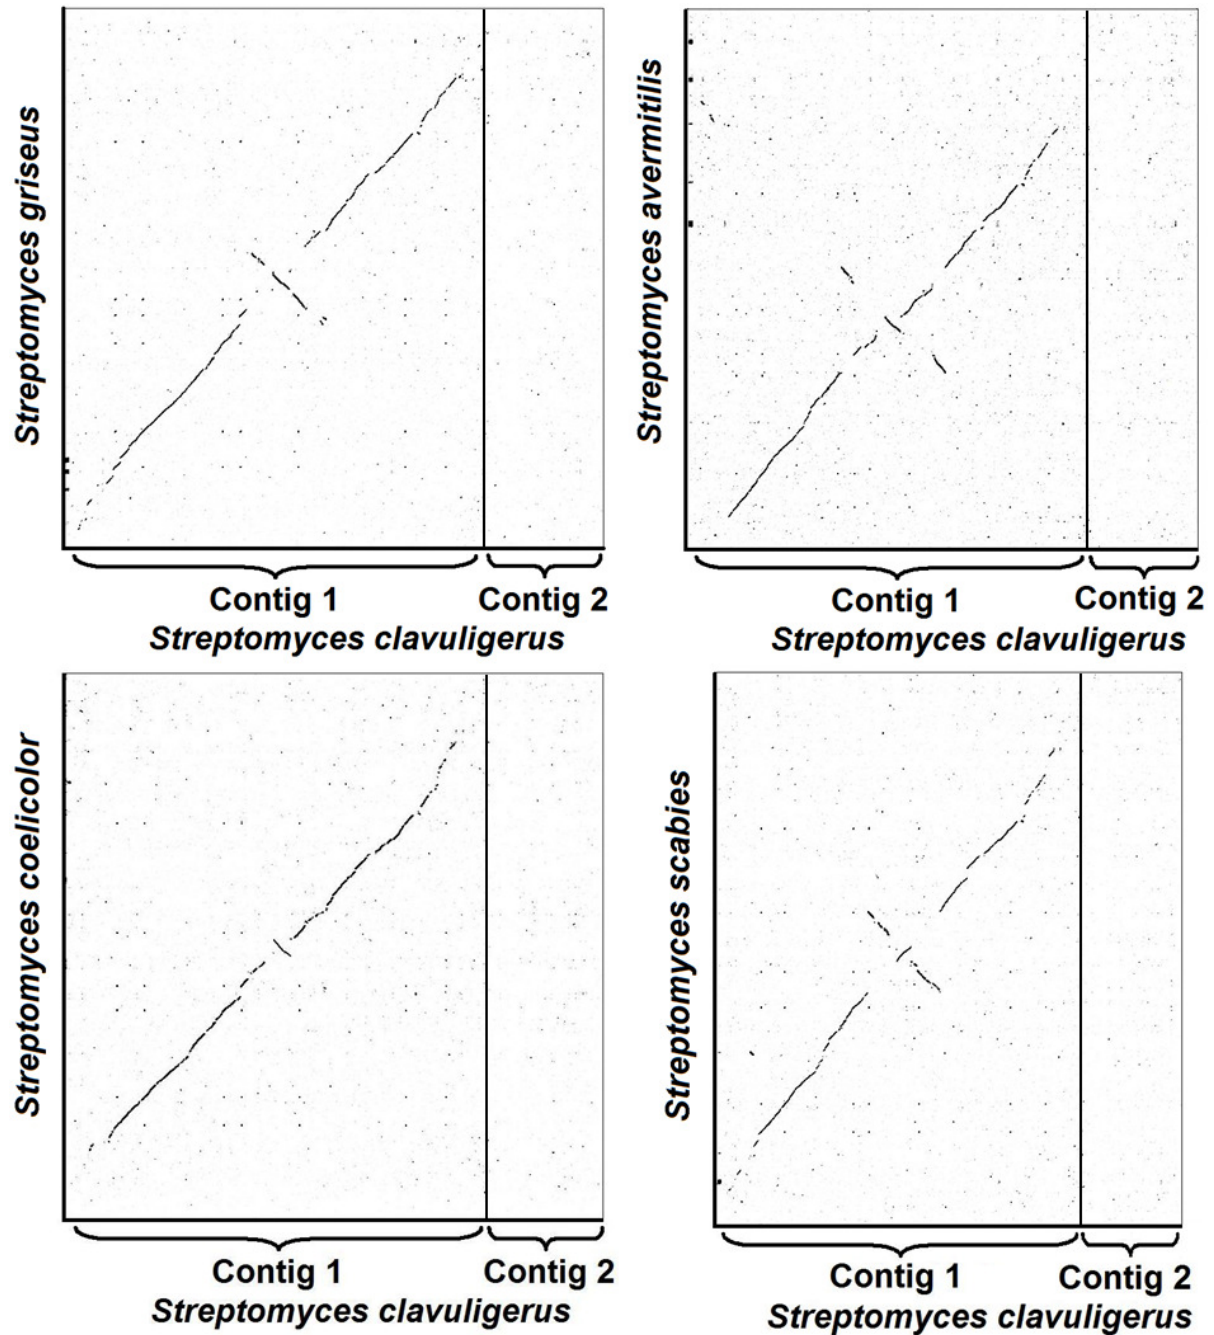 Streptomyces griseus
Contig 1
Contig 2
Streptomyces clavuligerus
Streptomyces avermitilis
Contig 1
Contig 2
Streptomyces clavuligerus
Streptomyces coelicolor
Contig 1
Contig 2
Streptomyces clavuligerus
Streptomyces scabies
Contig 1
Contig 2
Streptomyces clavuligerus